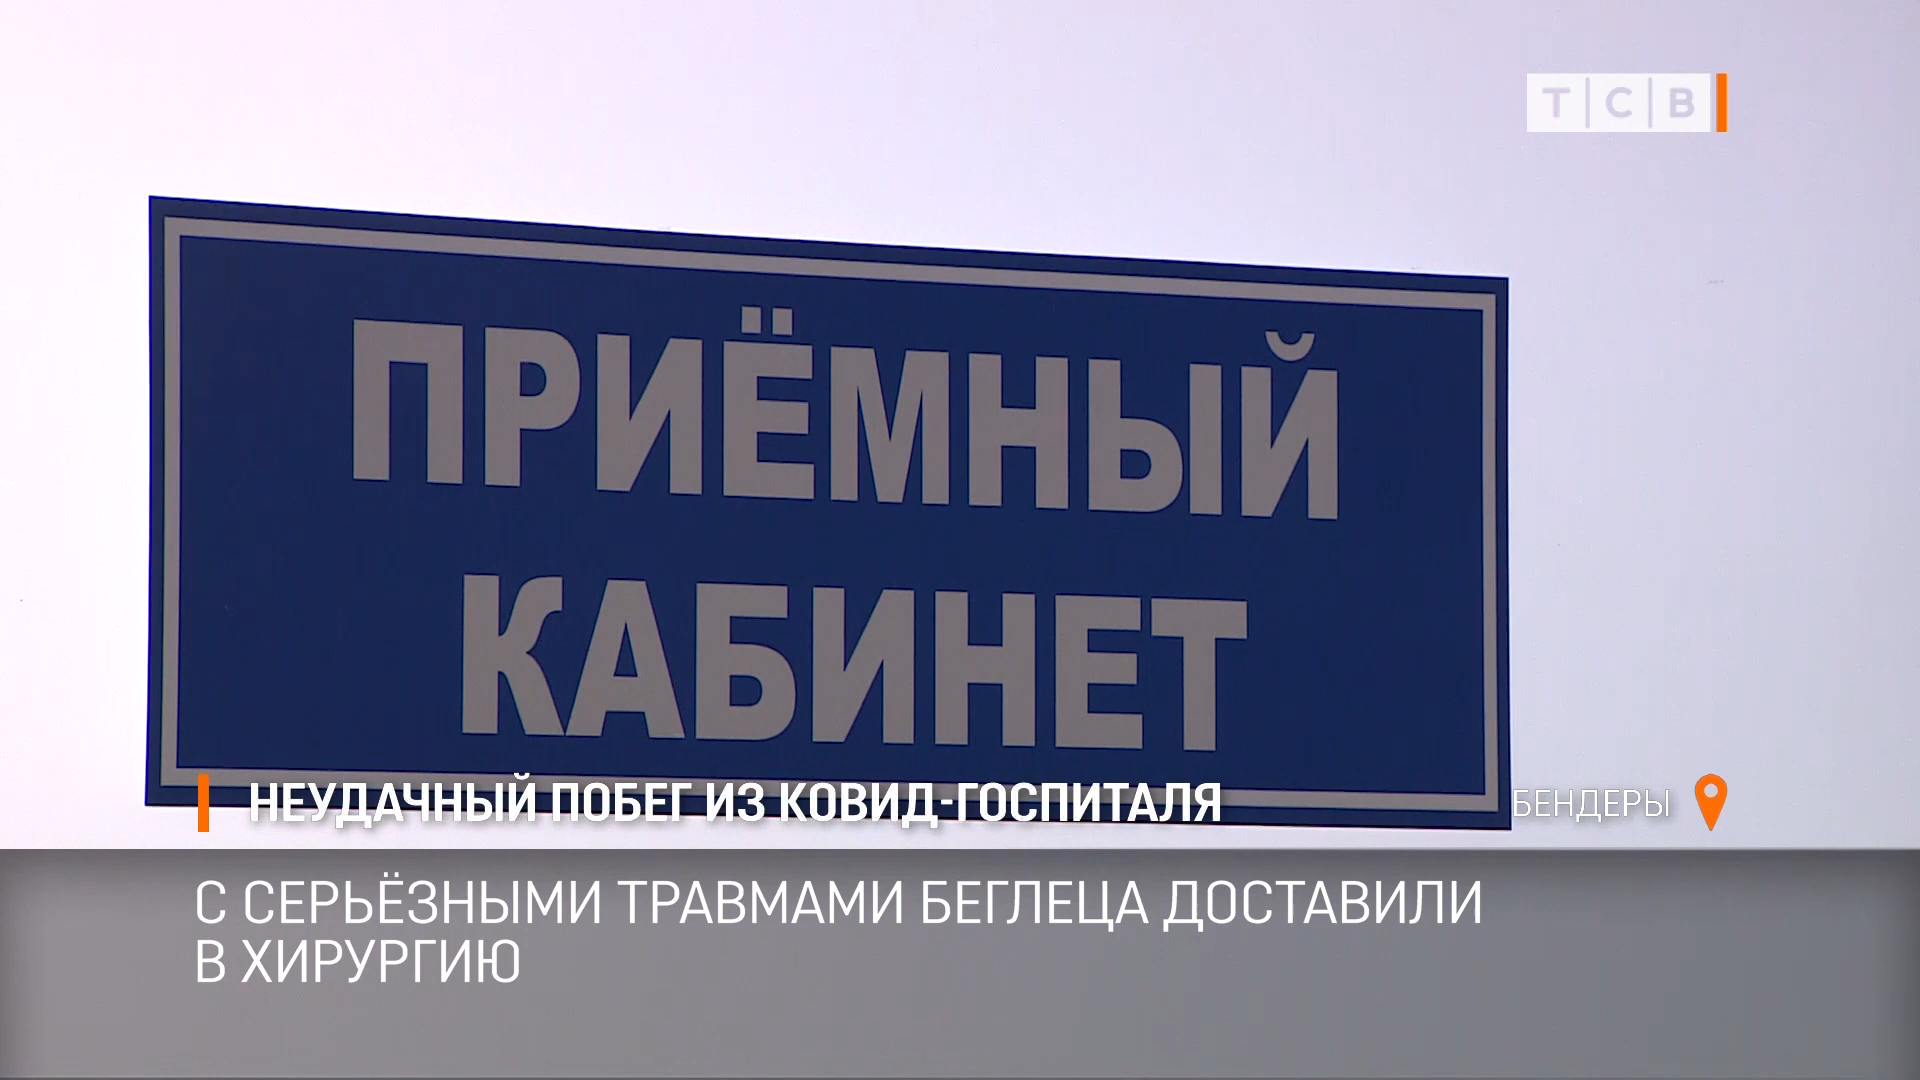 ТСВ
ПРИЁМНЫЙ
КАБИНЕТ
НЕУДАЧНЫЙ ПОБЕГ ИЗ КОВИД-ГОСПИТАЛЯ
БЕНДЕРЫ
С СЕРЬЁЗНЫМИ ТРАВМАМИ БЕГЛЕЦА ДОСТАВИЛИ
В ХИРУРГИЮ